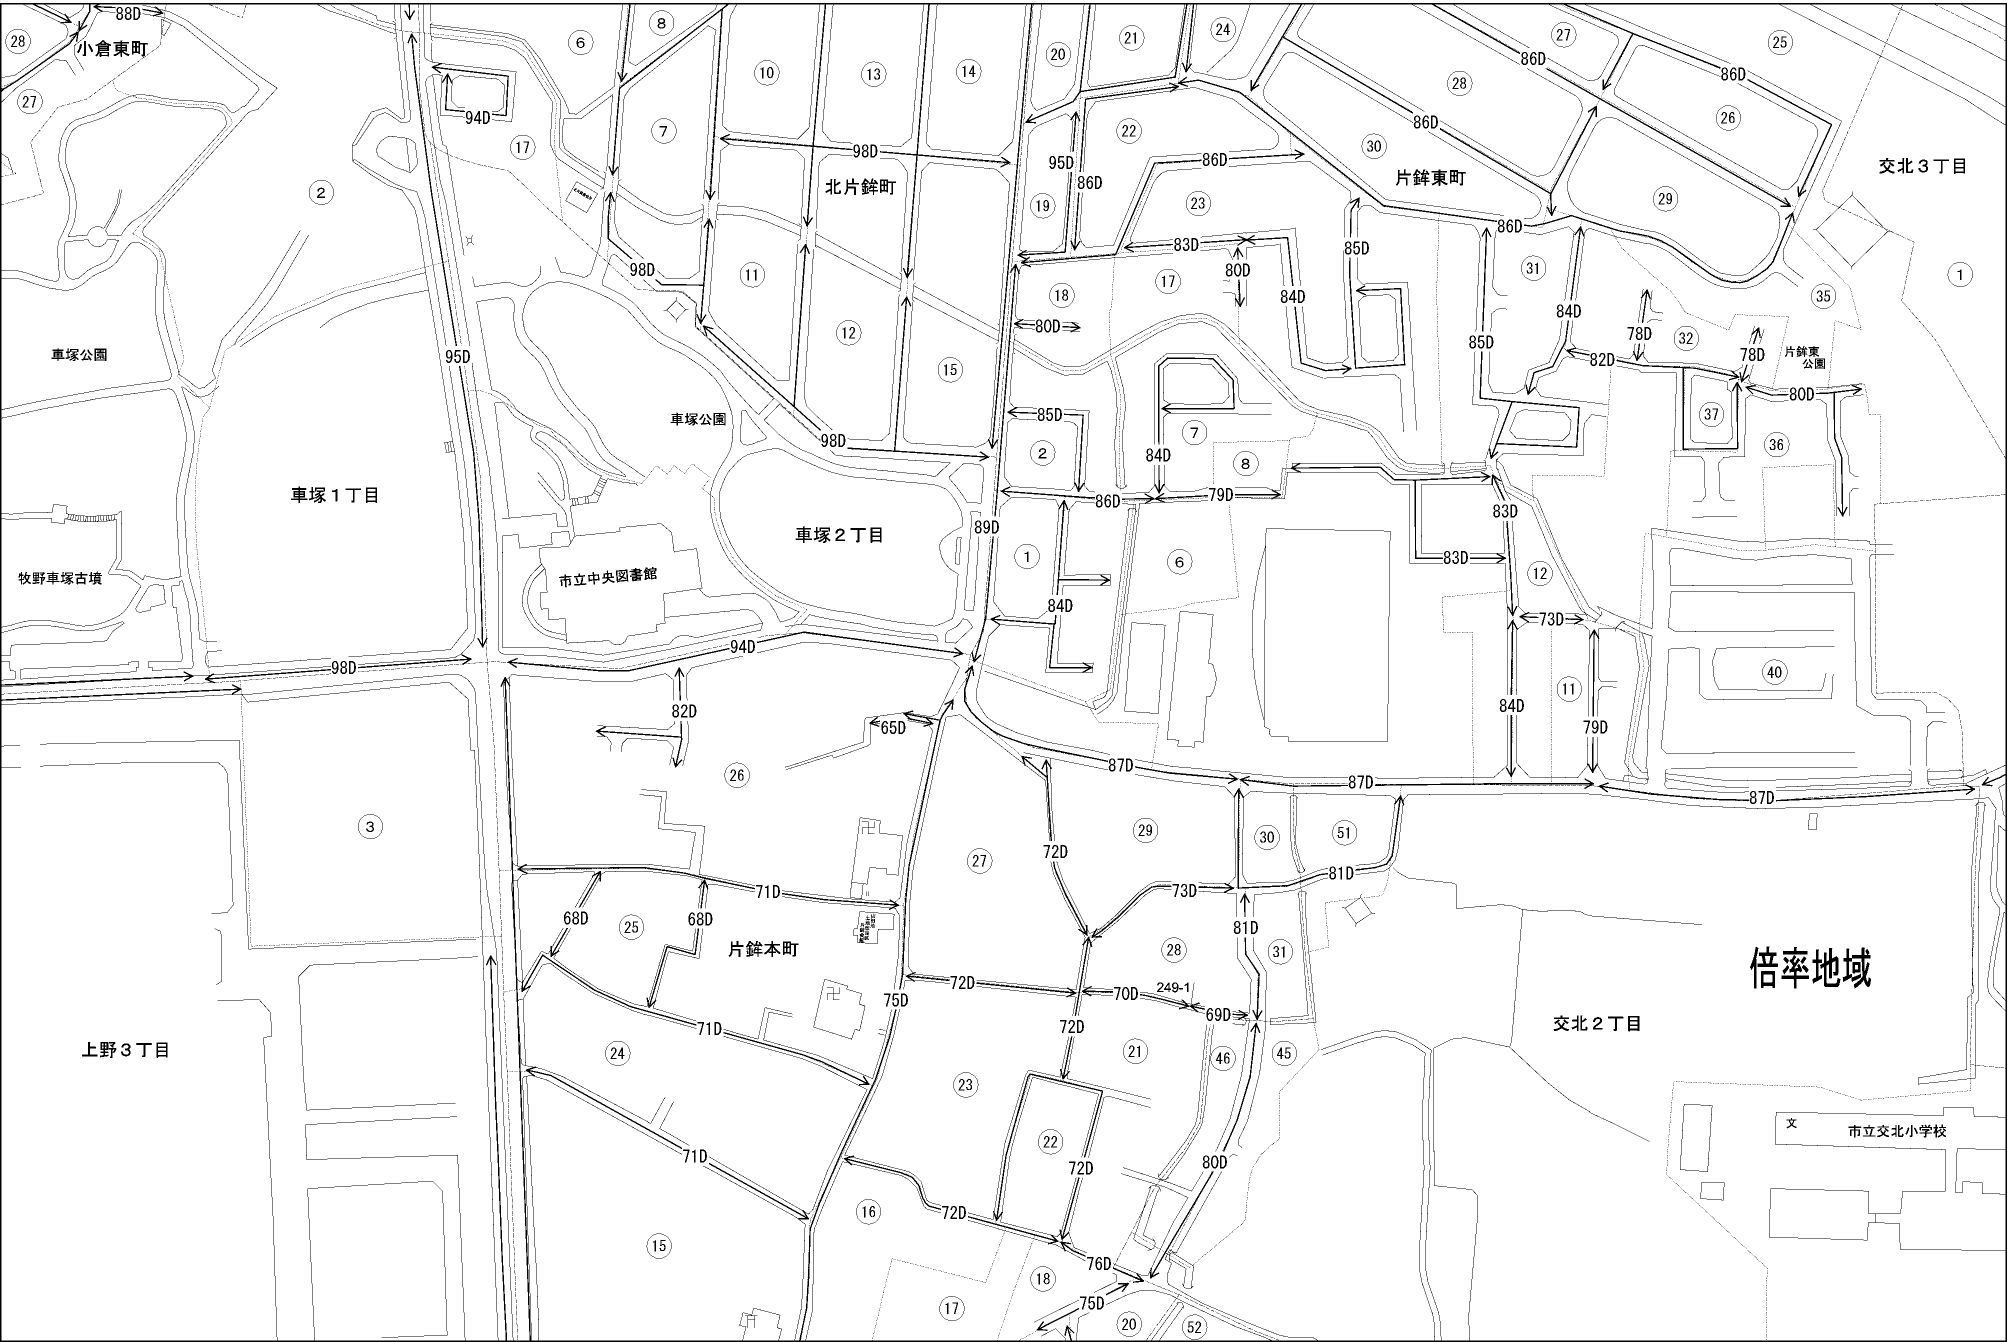 88D
28
小倉東町
27
94D
17
2
6
8
7
10
13
14
98D
北片鉾町
11
98D
12
15
98D
20
21
24
22
95D
86D
19
86D
23
83D
80D
17
18
80D
84D
85D
30
片鉾東町
86D
28
27
86D
86D
25
86D
26
29
交北3丁目
1
35
31
84D
85D
82D
78D
32
78D
片鉾東
公園
80D
37
36
車塚公園
95D
車塚公園
車塚1丁目
牧野車塚古墳
市立中央図書館
車塚2丁目
89D
85D
2
86D
84D
7
8
79D
1
84D
6
83D
83D
12
73D
11
84D
79D
40
98D
94D
82D
65D
26
3
87D
87D
87D
27
72D
29
30
51
81D
73D
71D
68D
68D
25
片鉾本町
75D
72D
28
81D
31
249-1
70D
69D
倍率地域
交北2丁目
上野3丁目
71D
24
71D
23
72D
21
46
45
22
72D
80D
16
72D
15
76D
18
75D
17
20
52
文
市立交北小学校